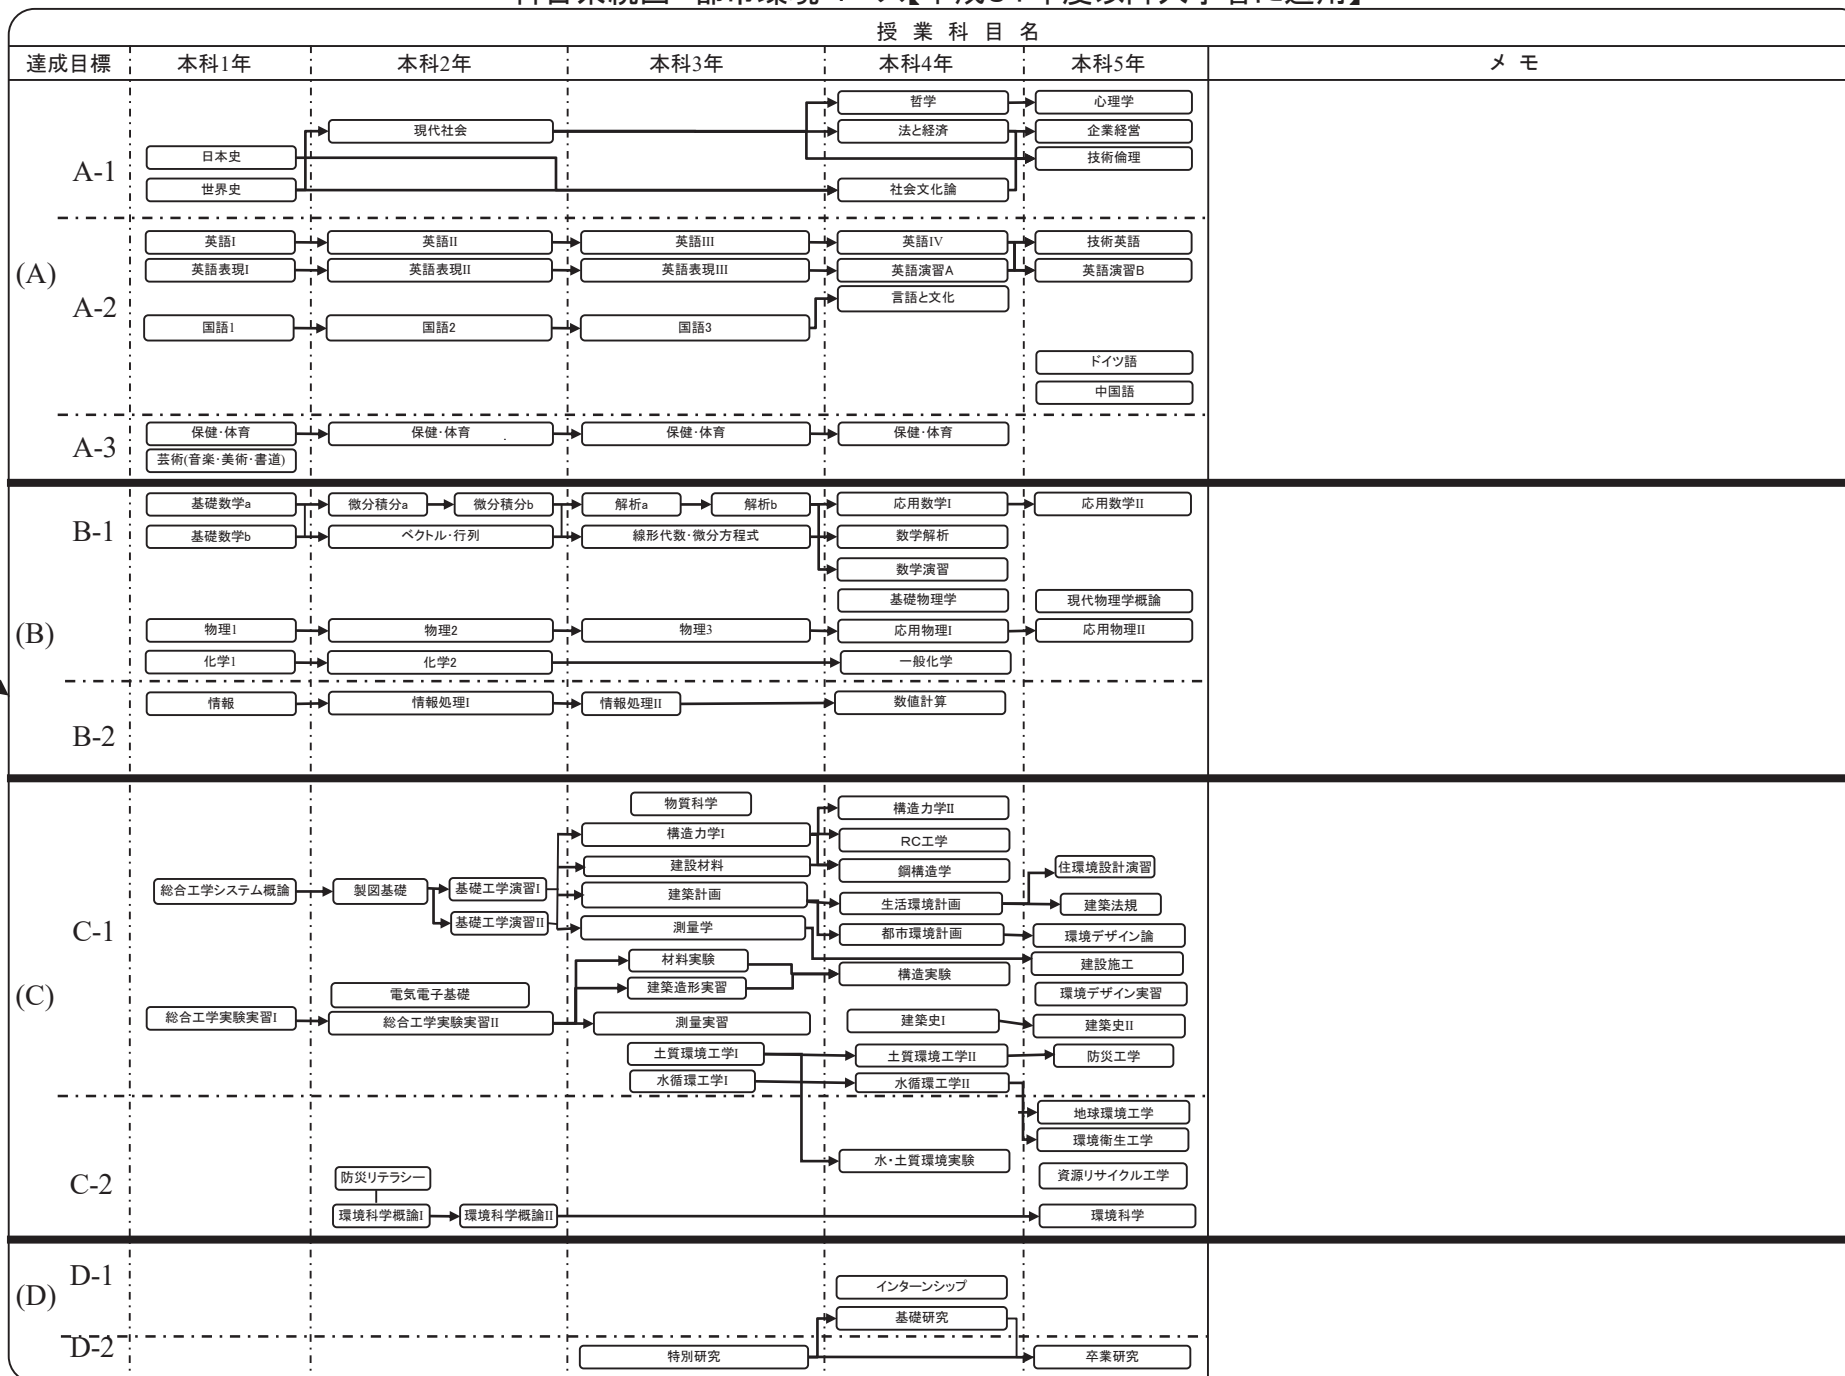 授 業 科 目 名
達成目標 本科1年 本科2年 本科3年 本科4年 本科5年 メ モ
哲学 心理学
現代社会 法と経済 企業経営
日本史 技術倫理
A-1
世界史 社会文化論
英語I 英語II 英語III 英語IV 技術英語
英語表現I 英語表現II 英語表現III 英語演習A 英語演習B
(A)
言語と文化
A-2
国語1 国語2 国語3
ドイツ語
中国語
保健・体育 保健・体育 保健・体育 保健・体育
A-3
芸術(音楽・美術・書道)
基礎数学a 微分積分a 微分積分b 解析a 解析b 応用数学I 応用数学II
B-1
基礎数学b ベクトル・行列 線形代数・微分方程式 数学解析
数学演習
基礎物理学 現代物理学概論
(B)
物理1 物理2 物理3 応用物理I 応用物理II
化学1 化学2 一般化学
情報 情報処理I 情報処理II 数値計算
B-2
物質科学 構造力学II
構造力学I RC工学
建設材料 鋼構造学 住環境設計演習
総合工学システム概論 製図基礎 基礎工学演習I 建築計画 生活環境計画 建築法規
基礎工学演習II 測量学 都市環境計画 環境デザイン論
C-1
材料実験 構造実験 建設施工
(C)
電気電子基礎 建築造形実習 環境デザイン実習
総合工学実験実習I 総合工学実験実習II 測量実習 建築史I 建築史II
土質環境工学I 土質環境工学II 防災工学
水循環工学I 水循環工学II
地球環境工学
環境衛生工学
水・土質環境実験
防災リテラシー 資源リサイクル工学
C-2
環境科学概論I 環境科学概論II 環境科学
D-1
インターンシップ
(D)
基礎研究
D-2
特別研究 卒業研究